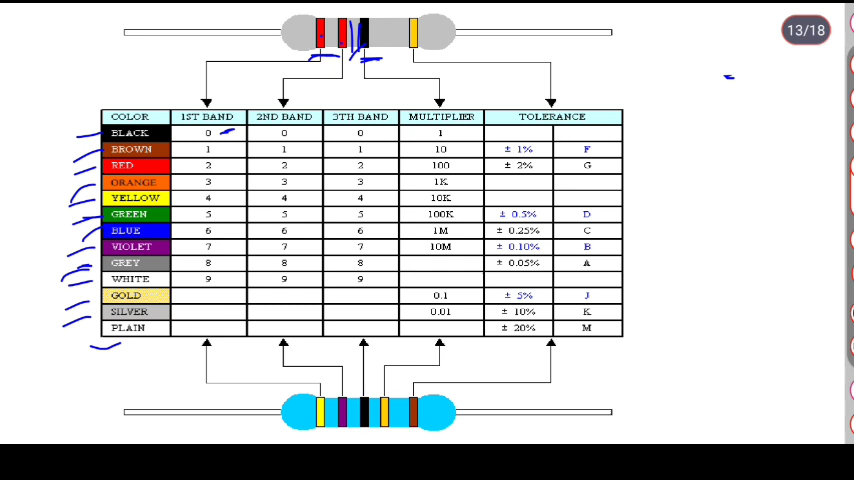 13/18
COLOR 1ST BAND 2ND BAND 3TH BAND MULTIPLIER TOLERANCE
BLACK 0 0 0 1
BROWN 1 1 1 10 ± 1% F
RED 2 2 2 100 ± 2% G
ORANGE 3 3 3 1K
YELLOW 4 4 4 10K
GREEN 5 5 5 100K ± 0.5% D
BLUE 6 6 6 1M ± 0.25% C
VIOLET 7 7 7 10M ± 0.10% B
GREY 8 8 8 ± 0.05% A
WHITE 9 9 9
GOLD 0.1 ± 5% J
SILVER 0.01 ± 10% K
PLAIN ± 20% M